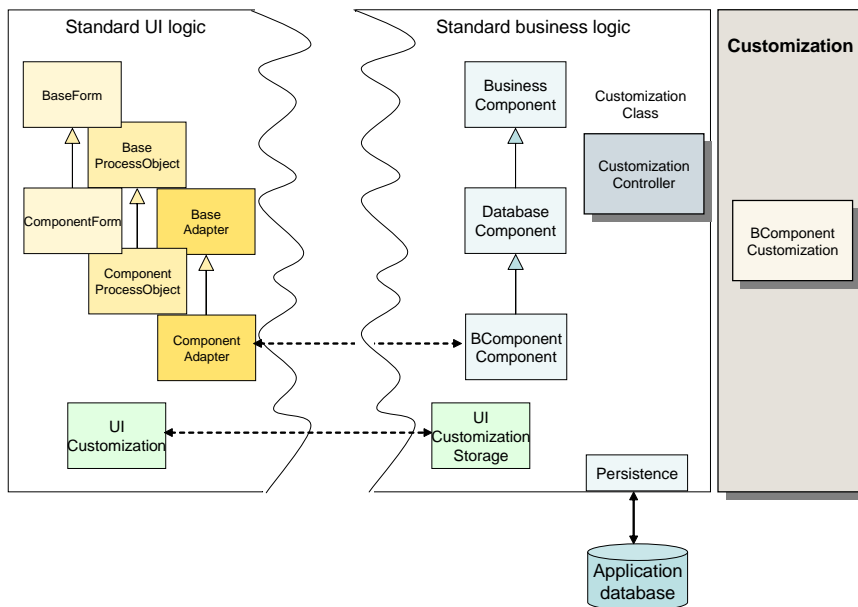 Standard UI logic
Standard business logic
Customization
BaseForm
Base
ProcessObject
ComponentForm
Base
Adapter
Component
ProcessObject
Component
Adapter
UI
Customization
Business
Component
Customization
Class
Customization
Controller
Database
Component
BComponent
Component
UI
Customization
Storage
Persistence
BComponent
Customization
Application
database